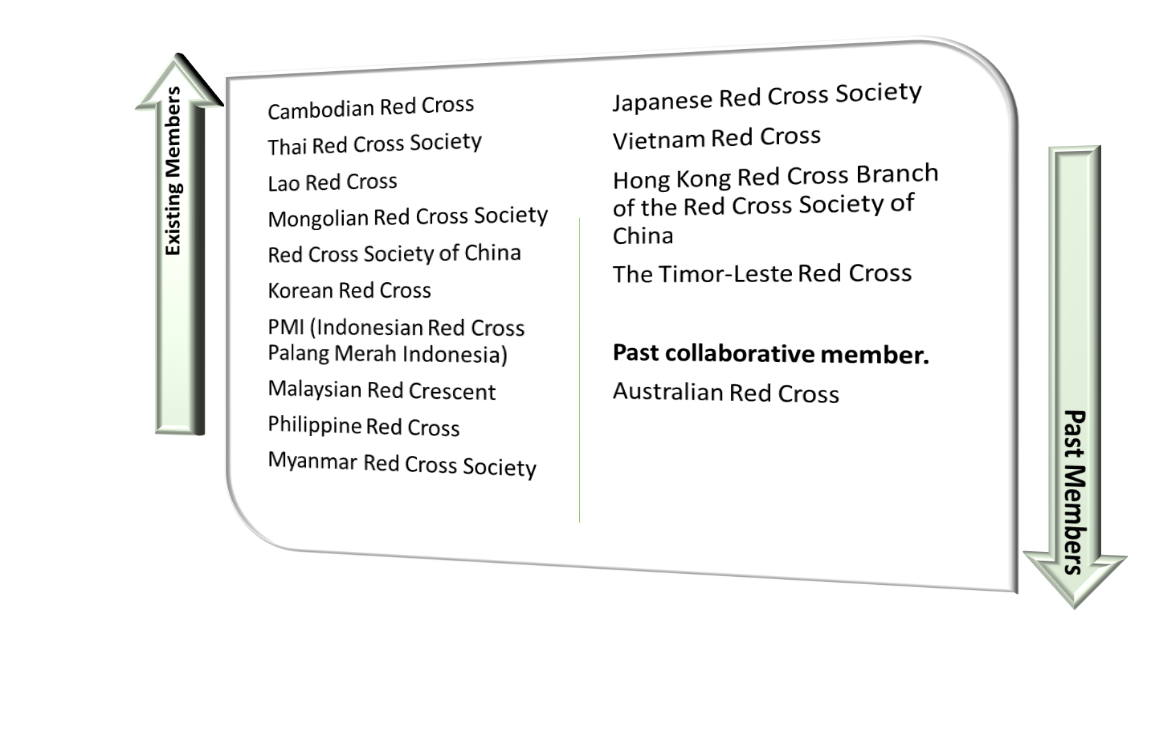 Existing Members
Cambodian Red Cross
Thai Red Cross Society
Lao Red Cross
Mongolian Red Cross Society
Red Cross Society of China
Korean Red Cross
PMI (Indonesian Red Cross
Palang Merah Indonesia)
Malaysian Red Crescent
Philippine Red Cross
Myanmar Red Cross Society
Japanese Red Cross Society
Vietnam Red Cross
Hong Kong Red Cross Branch
of the Red Cross Society of
China
The Timor-Leste Red Cross
Past collaborative member.
Australian Red Cross
Past Members